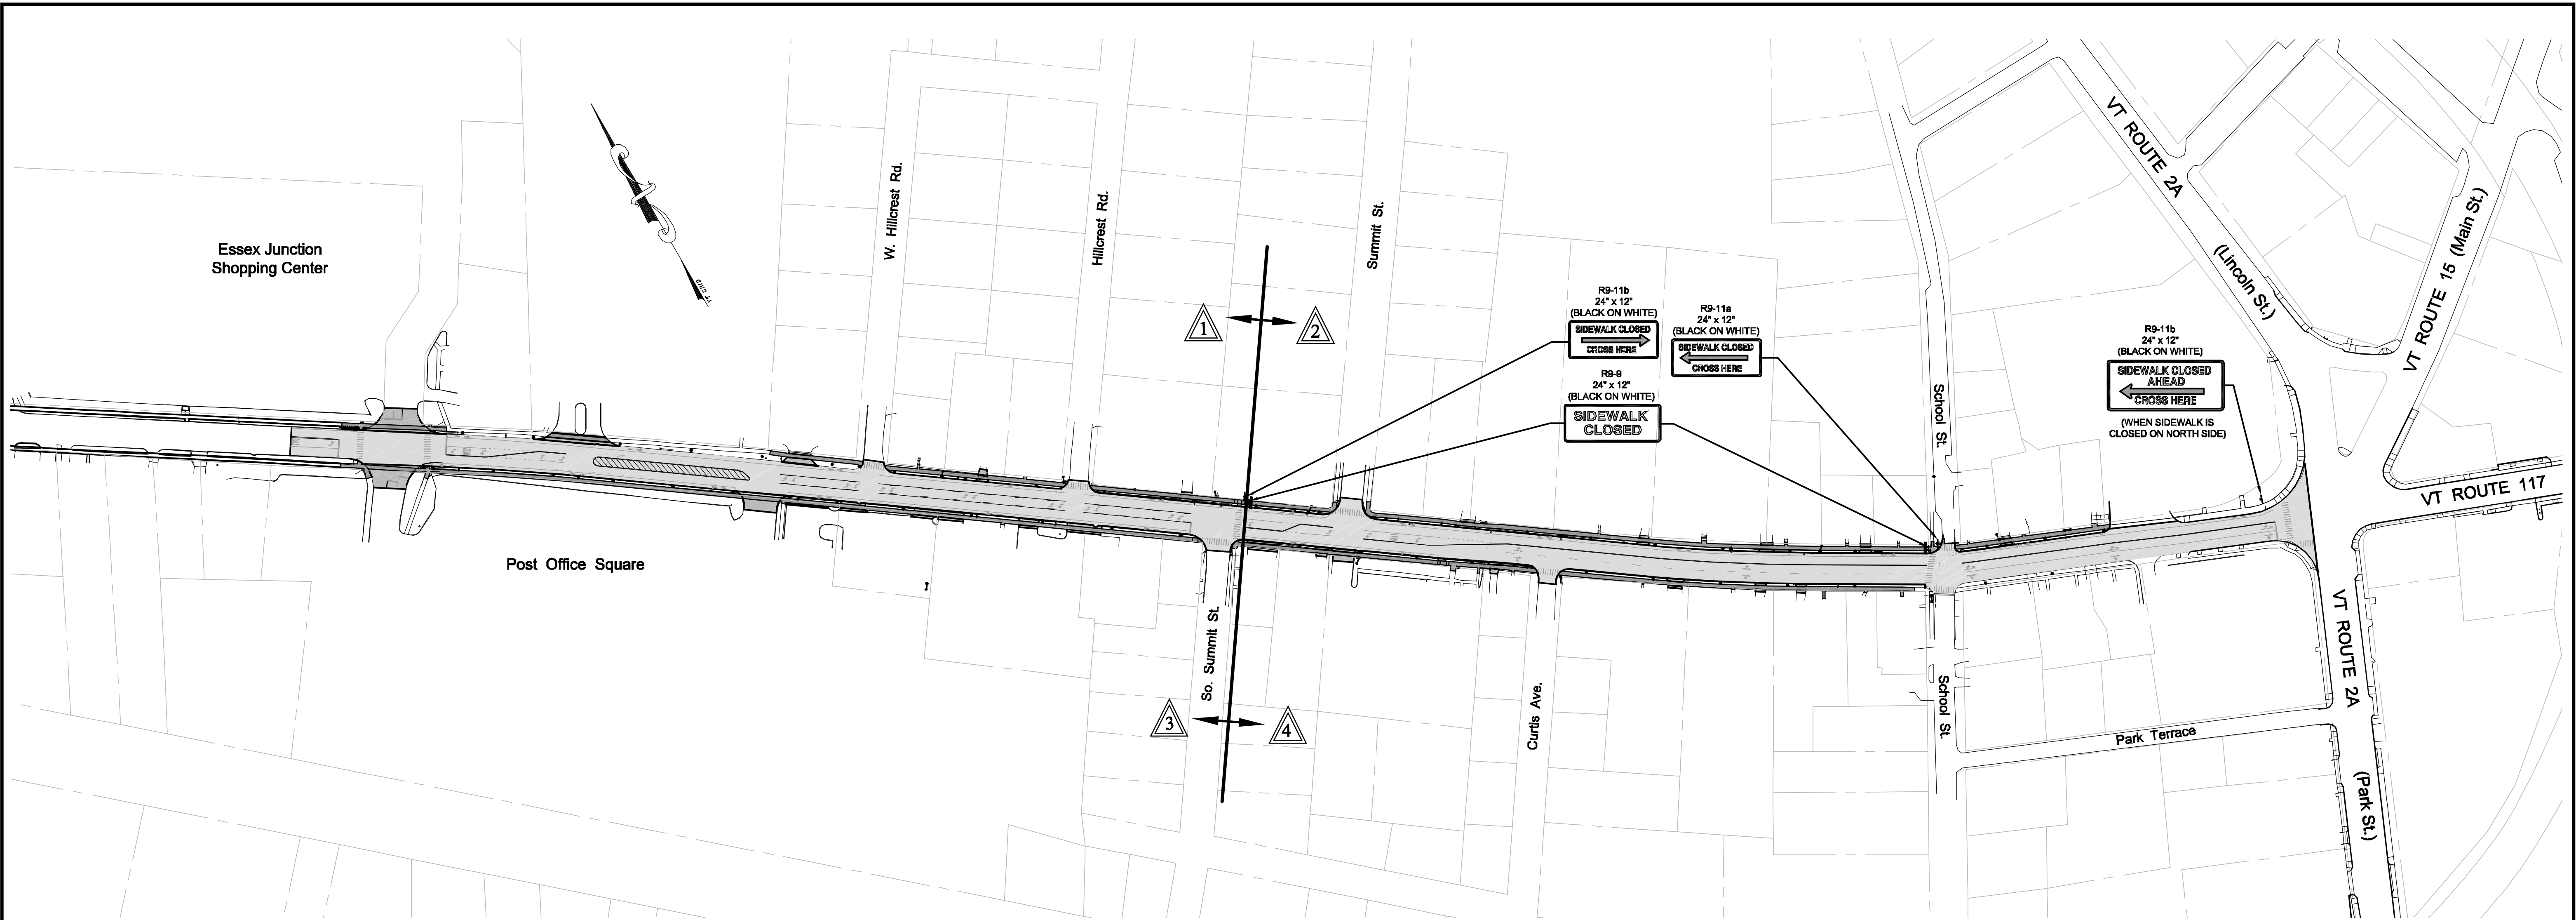 Essex Junction
Shopping Center
VT GRID
W. Hillcrest Rd.
Hillcrest Rd.
Summit St.
1
2
R9-11b
24" x 12"
(BLACK ON WHITE)
SIDEWALK CLOSED
CROSS HERE
R9-11a
24" x 12"
(BLACK ON WHITE)
SIDEWALK CLOSED
CROSS HERE
R9-9
24" x 12"
(BLACK ON WHITE)
SIDEWALK
CLOSED
School St.
VT ROUTE 2A
(Lincoln St.)
VT ROUTE 15 (Main St.)
R9-11b
24" x 12"
(BLACK ON WHITE)
SIDEWALK CLOSED
AHEAD
CROSS HERE
(WHEN SIDEWALK IS
CLOSED ON NORTH SIDE)
VT ROUTE 117
Post Office Square
So. Summit St.
3
4
Curtis Ave.
School St.
Park Terrace
VT ROUTE 2A
(Park St.)